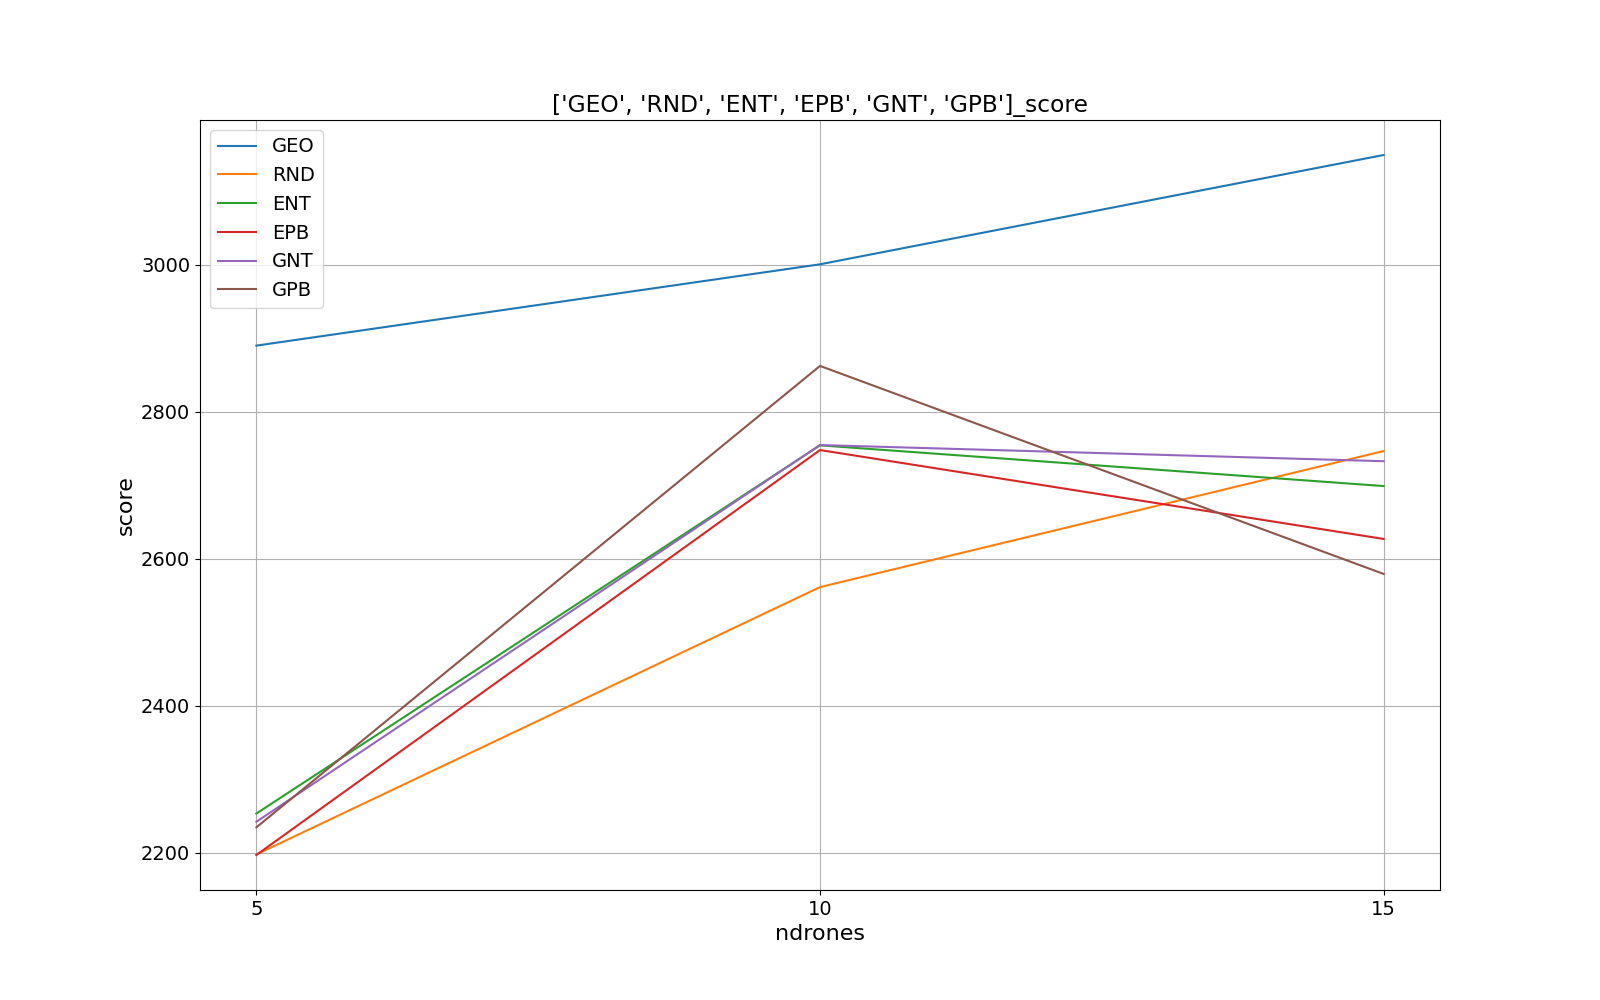 ['GEO', 'RND', 'ENT', 'EPB', 'GNT', 'GPB']_score
GEO
RND
ENT
EPB
GNT
GPB
3000
2800
2600
2400
2200
score
5 10 15
ndrones